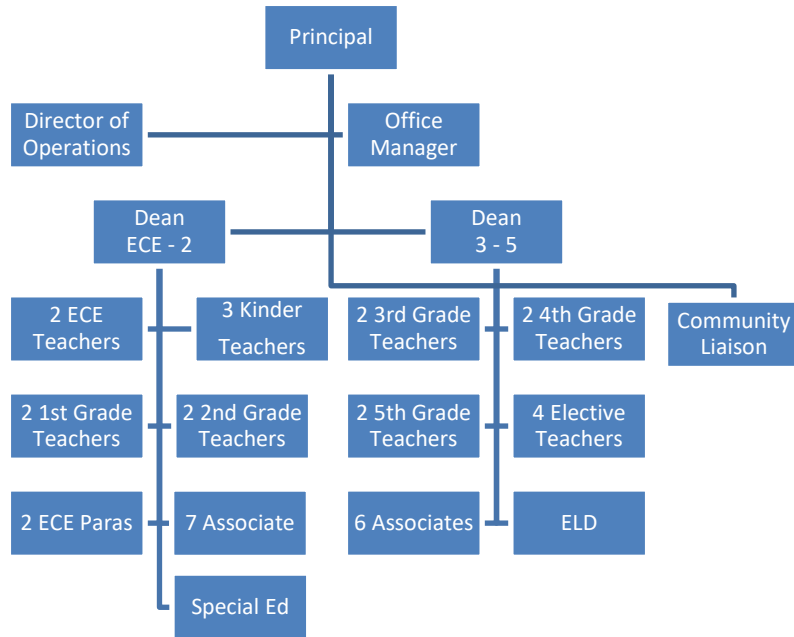 Principal
Director of
Operations
Office
Manager
Dean
ECE - 2
Dean
3 - 5
2 ECE
Teachers
3 Kinder
Teachers
2 3rd Grade
Teachers
2 4th Grade
Teachers
Community
Liaison
2 1st Grade
Teachers
2 2nd Grade
Teachers
2 5th Grade
Teachers
4 Elective
Teachers
2 ECE Paras
7 Associate
6 Associates
ELD
Special Ed